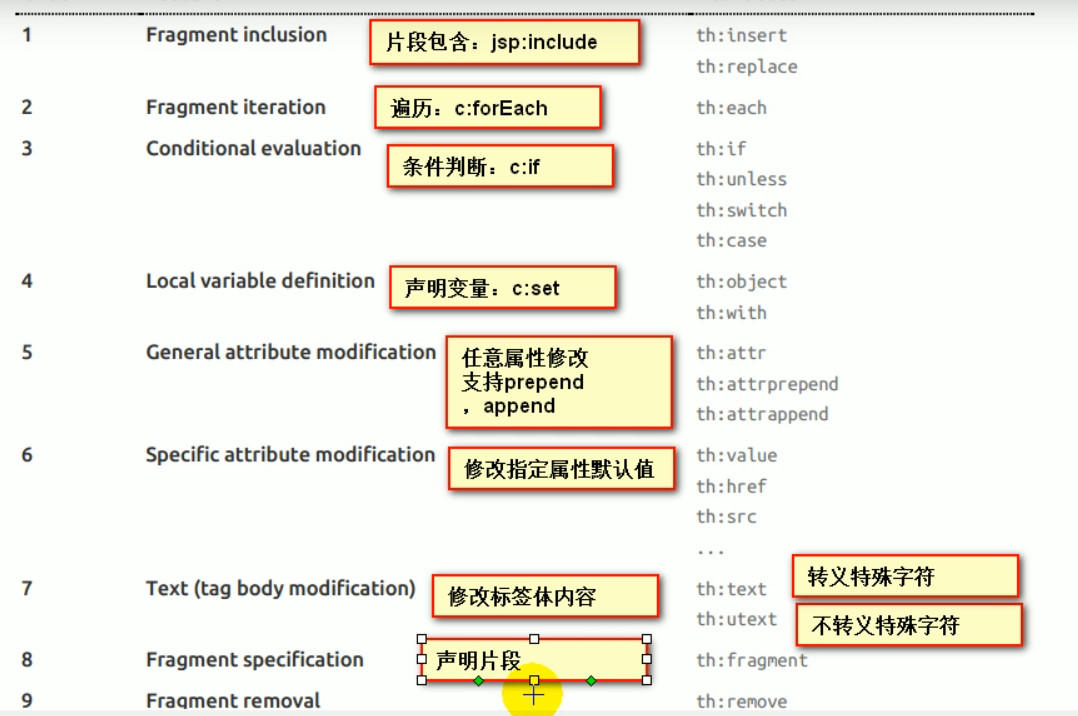 1 Fragment inclusion 片段包含：jsp:include th:insert
th:replace
2 Fragment iteration 遍历：c:forEach th:each
3 Conditional evaluation 条件判断：c:if th:if
th:unless
th:switch
th:case
4 Local variable definition 声明变量：c:set th:object
th:with
5 General attribute modification 任意属性修改 th:attr
支持prepend th:attrprepend
，append th:attrappend
6 Specific attribute modification 修改指定属性默认值 th:value
th:href
th:src
...
7 Text (tag body modification) 修改标签体内容 th:text 转义特殊字符
th:utext 不转义特殊字符
8 Fragment specification 声明片段 th:fragment
9 Fragment removal th:remove